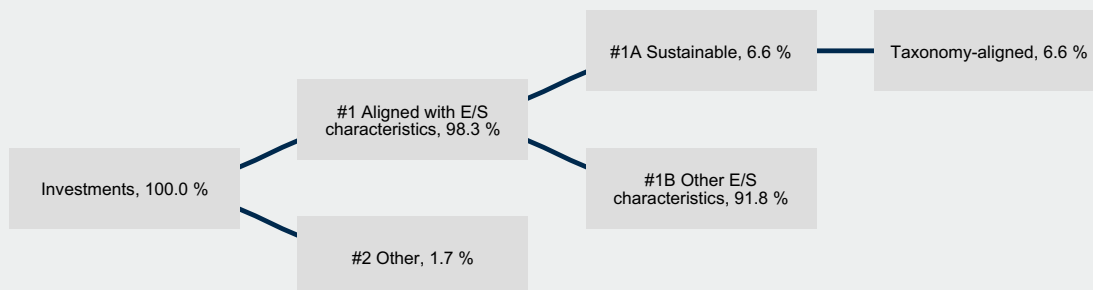 #1A Sustainable, 6.6 %
Taxonomy-aligned, 6.6 %
#1 Aligned with E/S
characteristics, 98.3 %
Investments, 100.0 %
#1B Other E/S
characteristics, 91.8 %
#2 Other, 1.7 %